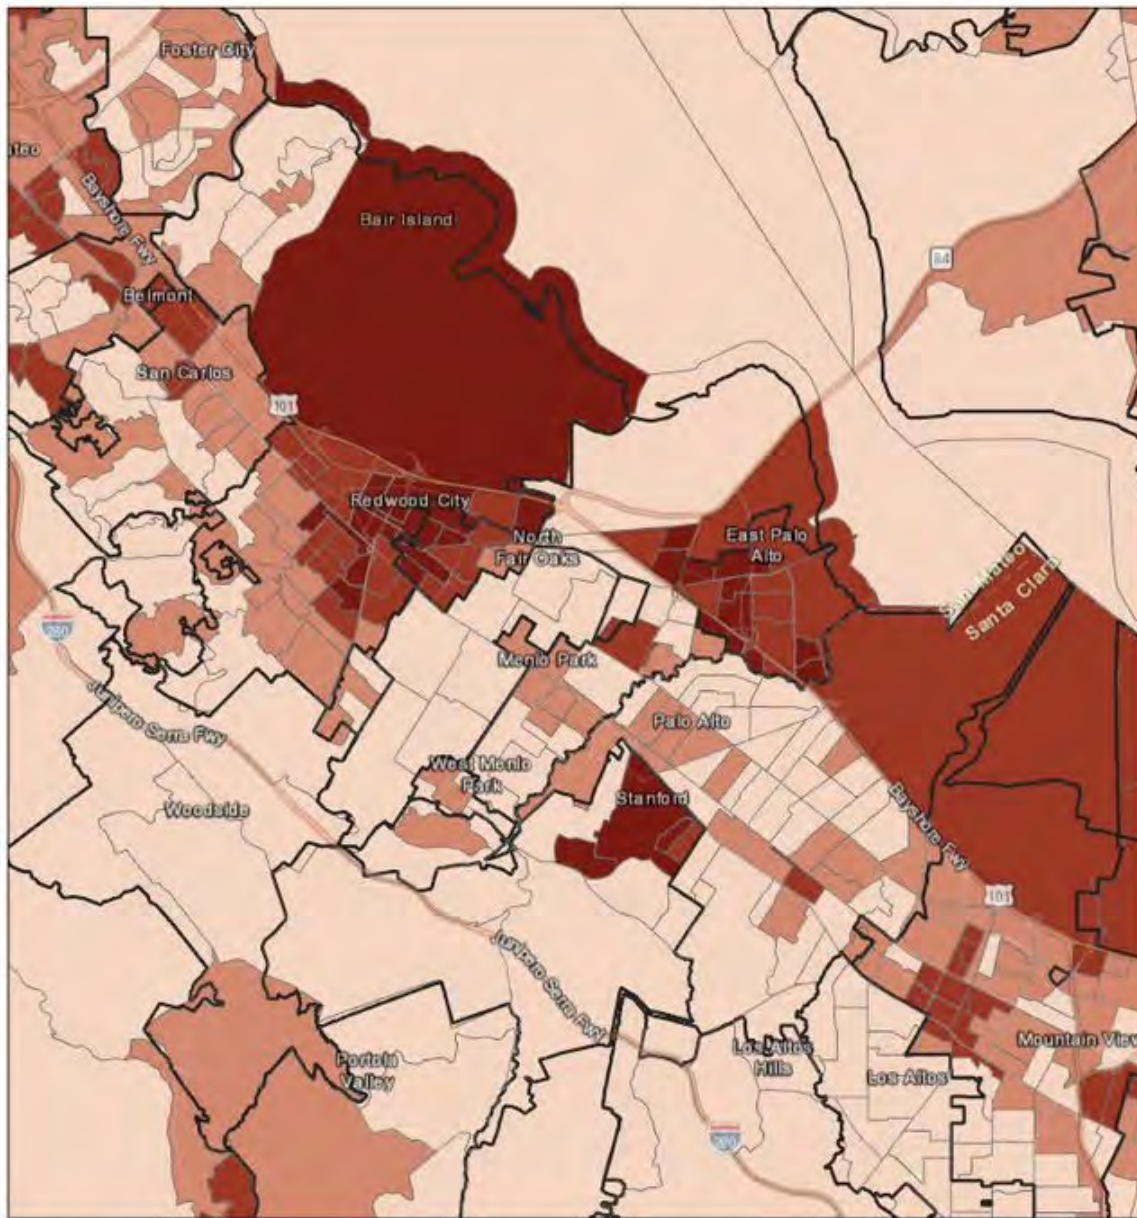 Foster City
ateo
Bayshore Fwy
Bair Island
84
Belmont
San Carlos
101
Redwood City
North
Fair Oaks
East Palo
Alto
San Mateo
Santa Clara
280
Menlo Park
Junipero Serra Fwy
Palo Alto
West Menlo
Park
Stanford
Woodside
Bayshore Fwy
101
Junipero Serra Fwy
Portola
Valley
Los Altos
Hills
Los Altos
Mountain View
280